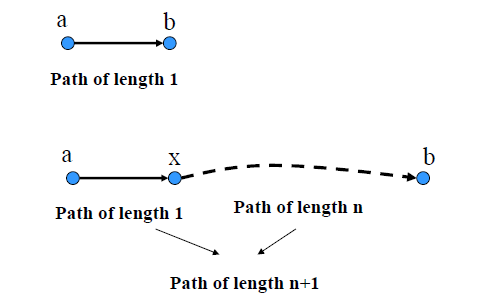 a b
Path of length 1
a x b
Path of length 1 Path of length n
Path of length n+1